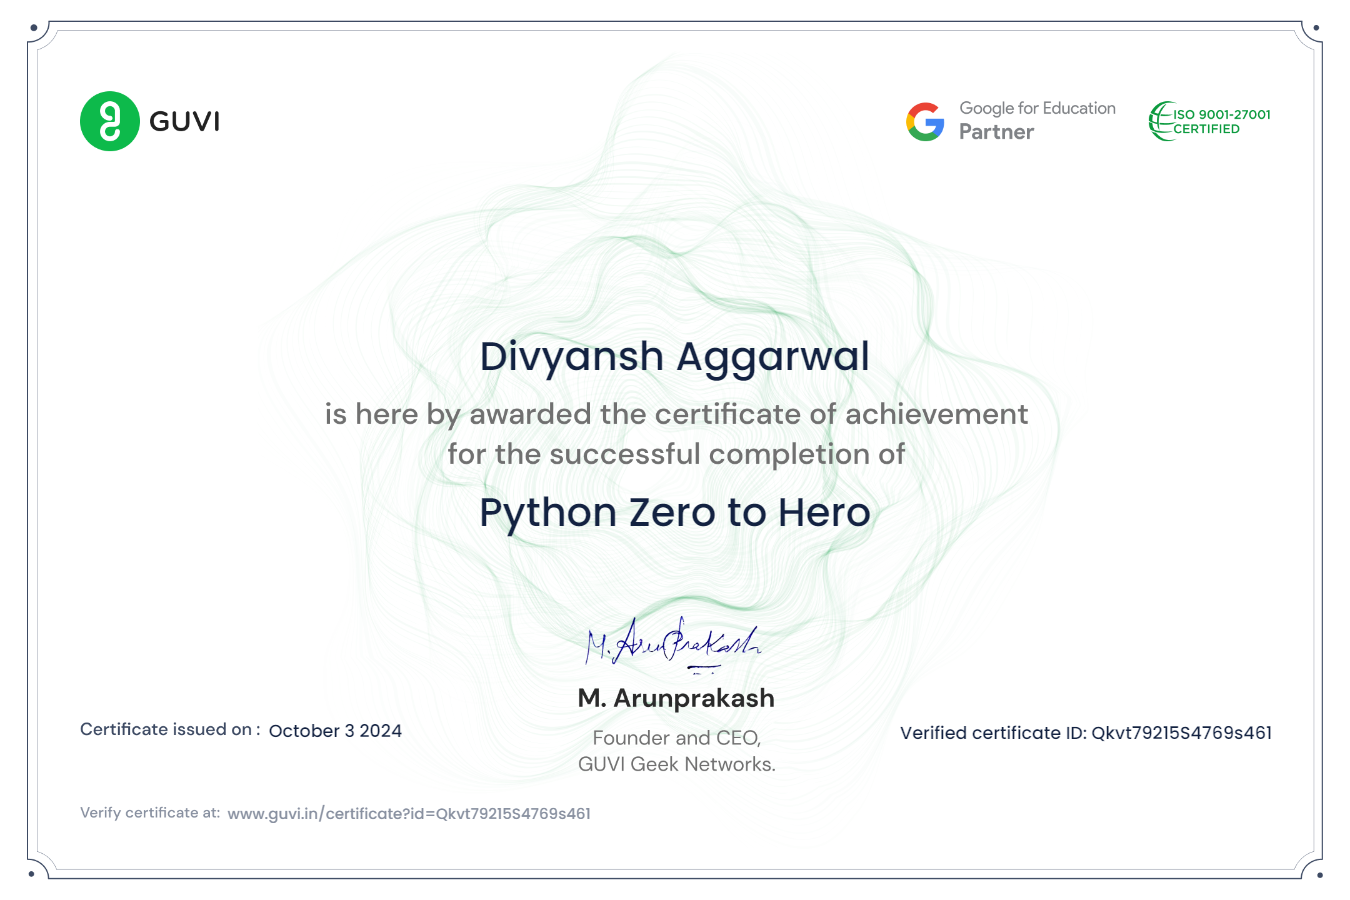 GUVI
Google for Education
Partner
ISO 9001-27001
CERTIFIED
Divyansh Aggarwal
is here by awarded the certificate of achievement
for the successful completion of
Python Zero to Hero
M. Arunprakash
M. Arunprakash
Founder and CEO,
GUVI Geek Networks.
Certificate issued on : October 3 2024
Verified certificate ID: Qkvt79215S4769s461
Verify certificate at: www.guvi.in/certificate?id=Qkvt79215S4769s461